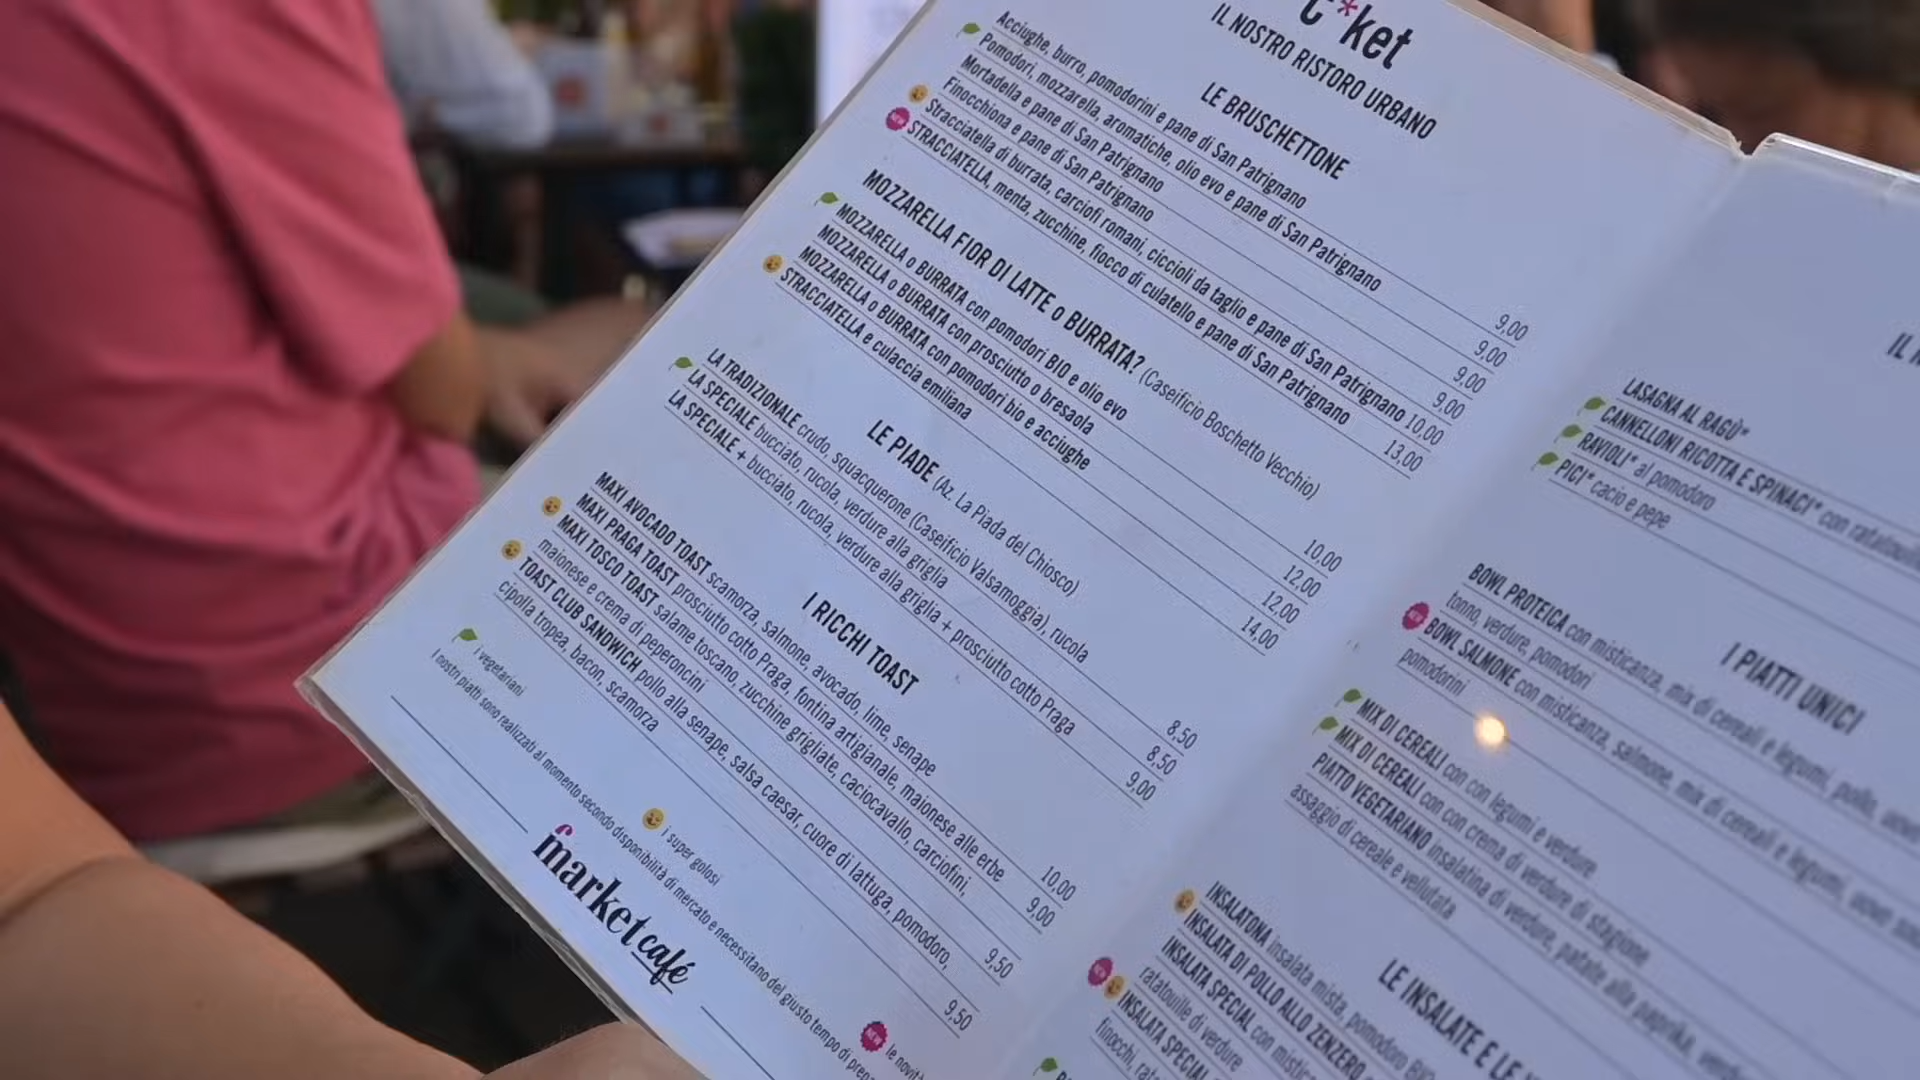 c*ket
IL NOSTRO RISTORO URBANO
LE BRUSCHETTONE
Acciughe, burro, pomodorini e pane di San Patrignano 9,00
Pomodori, mozzarella, aromatiche, olio evo e pane di San Patrignano 9,00
Mortadella e pane di San Patrignano 9,00
Finocchiona e pane di San Patrignano 9,00
Stracciatella di burrata, carciofi romani, ciccioli da taglio e pane di San Patrignano 10,00
NEW STRACCIATELLA, menta, zucchine, fiocco di culatello e pane di San Patrignano 13,00
MOZZARELLA FIOR DI LATTE o BURRATA? (Caseificio Boschetto Vecchio)
MOZZARELLA o BURRATA con pomodori BIO e olio evo 10,00
MOZZARELLA o BURRATA con prosciutto o bresaola 12,00
MOZZARELLA o BURRATA con pomodori bio e acciughe 12,00
STRACCIATELLA e culaccia emiliana 14,00
LE PIADE (Az. La Piada del Chiosco)
LA TRADIZIONALE crudo, squacquerone (Caseificio Valsamoggia), rucola 8,50
LA SPECIALE bucciato, rucola, verdure alla griglia 8,50
LA SPECIALE + bucciato, rucola, verdure alla griglia + prosciutto cotto Praga 9,00
I RICCHI TOAST
MAXI AVOCADO TOAST scamorza, salmone, avocado, lime, senape 10,00
MAXI PRAGA TOAST prosciutto cotto Praga, fontina artigianale, maionese alle erbe 9,00
MAXI TOSCO TOAST salame toscano, zucchine grigliate, caciocavallo, carciofini,
maionese e crema di peperoncini 9,50
TOAST CLUB SANDWICH pollo alla senape, salsa caesar, cuore di lattuga, pomodoro,
cipolla tropea, bacon, scamorza 9,50
i vegetariani
i super golosi
NEW le novità
I nostri piatti sono realizzati al momento secondo disponibilità di mercato e necessitano del giusto tempo di
market café
IL
LASAGNA AL RAGÙ*
CANNELLONI RICOTTA E SPINACI* con
RAVIOLI* al pomodoro
PICI* cacio e pepe
I PIATTI UNICI
BOWL PROTEICA con misticanza, mix di cereali e legumi, pollo,
tonno, verdure, pomodori
BOWL SALMONE con misticanza, salmone, mix di cereali e legumi, uovo
pomodorini
MIX DI CEREALI con con legumi e verdure
MIX DI CEREALI con con crema di verdure di stagione
PIATTO VEGETARIANO insalatina di verdure, patate alla paprika,
assaggio di cereale e vellutata
LE INSALATE E LE
INSALATONA insalata mista, pomodoro
INSALATA DI POLLO ALLO ZENZERO
INSALATA SPECIAL con
ratatouille di verdure
NEW INSALATA SPECIAL
finocchi,